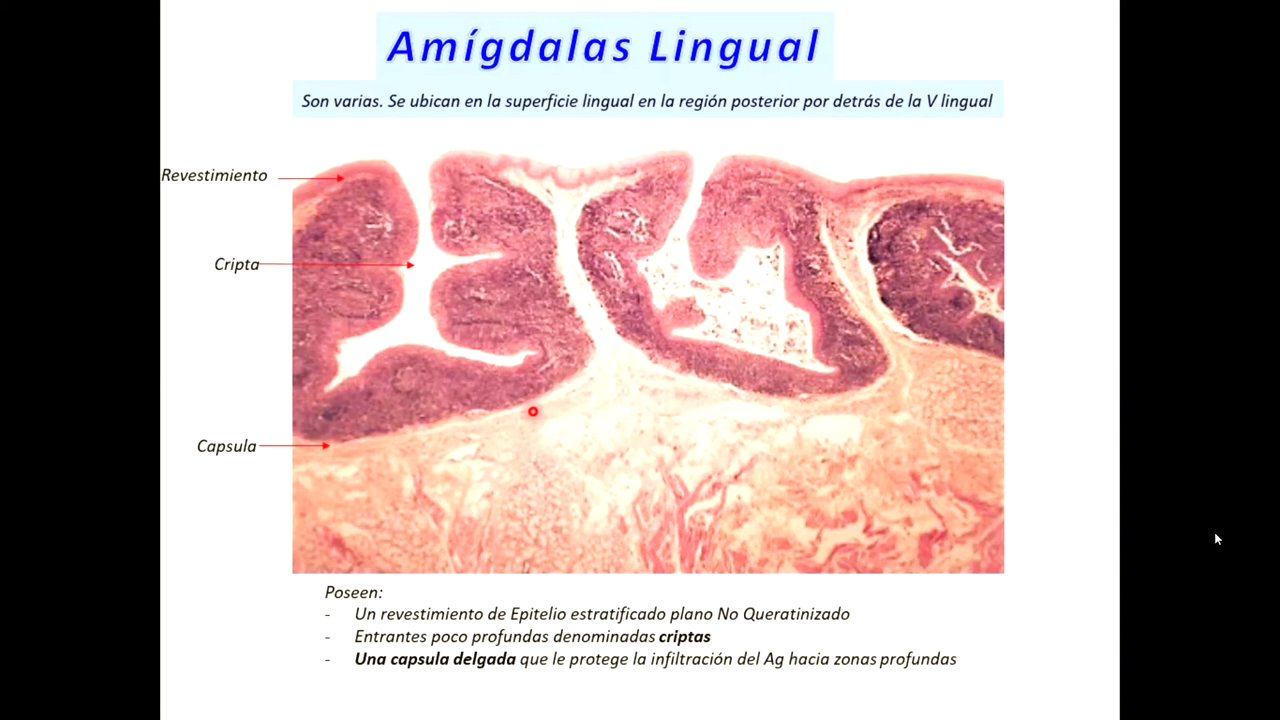 Amígdalas Lingual
Son varias. Se ubican en la superficie lingual en la región posterior por detrás de la V lingual
Revestimiento
Cripta
Capsula
Poseen:
- Un revestimiento de Epitelio estratificado plano No Queratinizado
- Entrantes poco profundas denominadas criptas
- Una capsula delgada que le protege la infiltración del Ag hacia zonas profundas